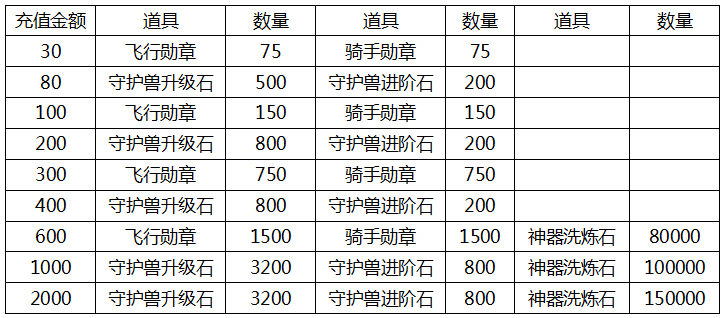 充值金额 道具 数量 道具 数量 道具 数量
30 飞行勋章 75 骑手勋章 75
80 守护兽升级石 500 守护兽进阶石 200
100 飞行勋章 150 骑手勋章 150
200 守护兽升级石 800 守护兽进阶石 200
300 飞行勋章 750 骑手勋章 750
400 守护兽升级石 800 守护兽进阶石 200
600 飞行勋章 1500 骑手勋章 1500 神器洗炼石 80000
1000 守护兽升级石 3200 守护兽进阶石 800 神器洗炼石 100000
2000 守护兽升级石 3200 守护兽进阶石 800 神器洗炼石 150000